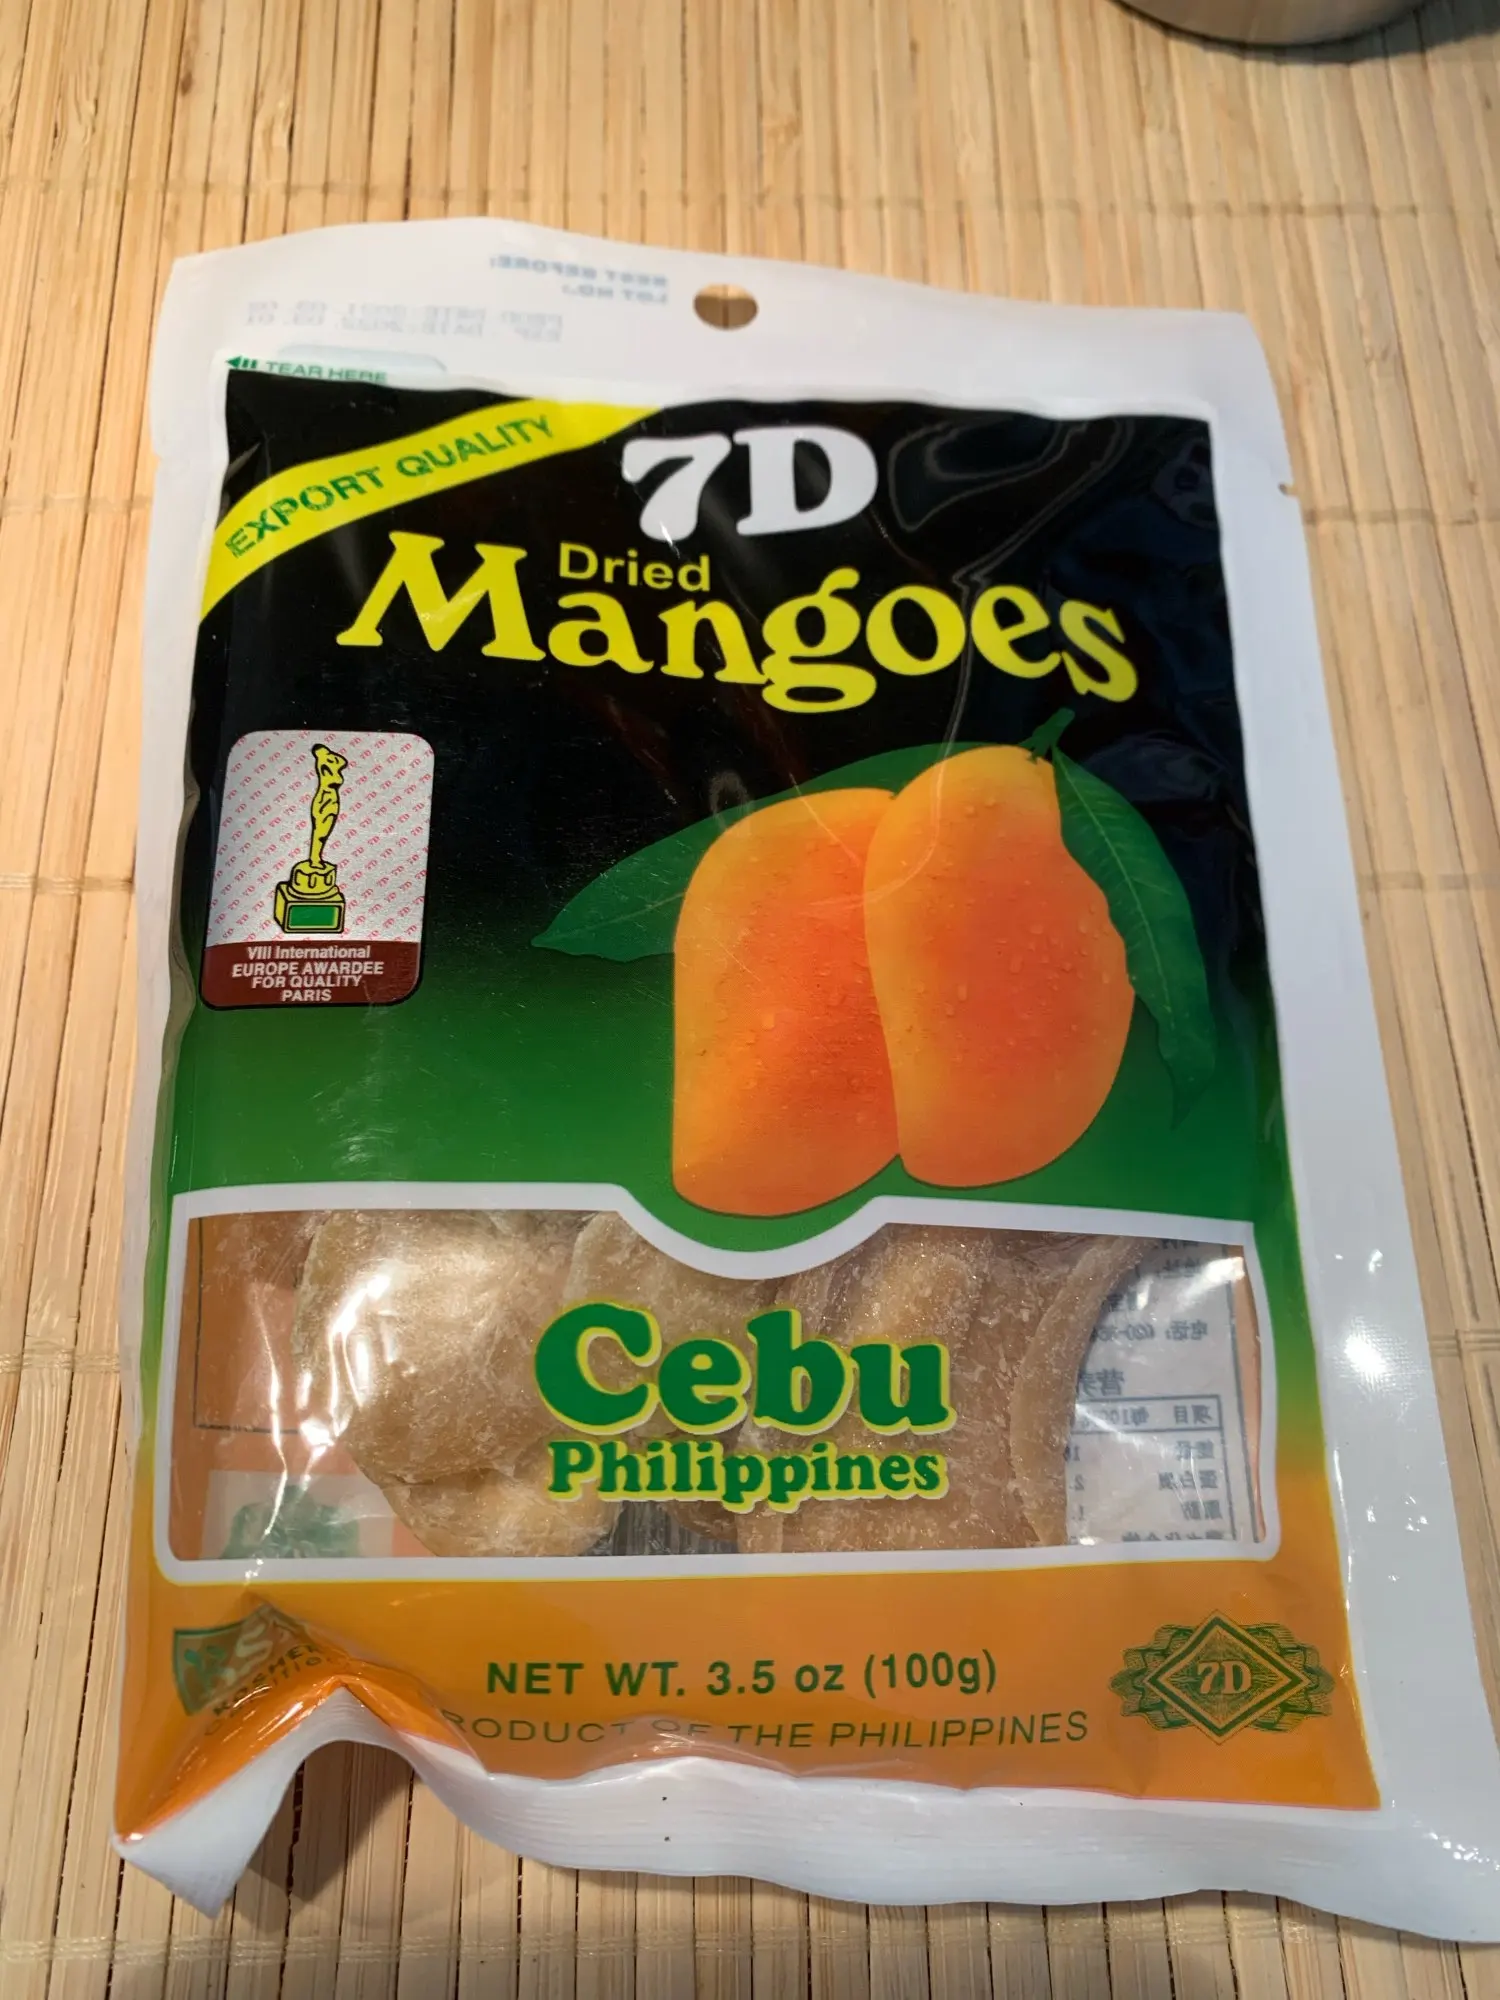 TEAR HERE
EXPORT QUALITY
7D
Dried
Mangoes
VIII International
EUROPE AWARDEE
FOR QUALITY
PARIS
Cebu
Philippines
NET WT. 3.5 oz (100g)
PRODUCT OF THE PHILIPPINES
7D